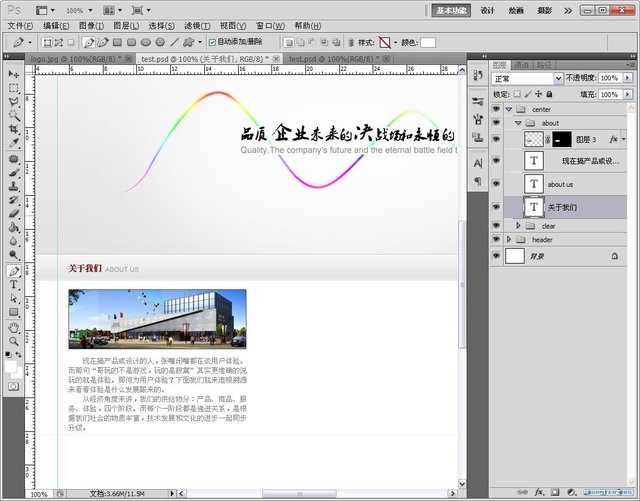 Ps
100%
基本功能
设计
绘画
摄影
文件(F) 编辑(E) 图像(I) 图层(L) 选择(S) 滤镜(T) 视图(V) 窗口(W) 帮助(H)
自动添加/删除
样式:
颜色:
logo.jpg @ 100%(RGB/8) *
test.psd @ 100% (关于我们, RGB/8) *
test.psd @ 100%(RGB/8) *
品质 企业未来的决战场和永恒的
Quality,The company's future and the eternal battle field t
关于我们 ABOUT US
现在搞产品或设计的人，张嘴闭嘴都在谈用户体验。
而那句“哥玩的不是游戏，玩的是寂寞”其实更准确的说
玩的就是体验。那何为用户体验？下面我们就来追根溯源
来看看体验是什么发展跟来的。
从经济角度来讲，我们的供给物分：产品、商品、服
务、体验，四个阶段。而每个一阶段都是递进关系，是根
据我们社会的物质丰富，技术发展和文化的进步一起同步
升级。
100%
文档:3.66M/11.5M
图层 通道 路径
正常
不透明度: 100%
锁定:
填充: 100%
center
about
图层 3
fx
T 现在搞产品或设...
T about us
T 关于我们
clear
header
背景